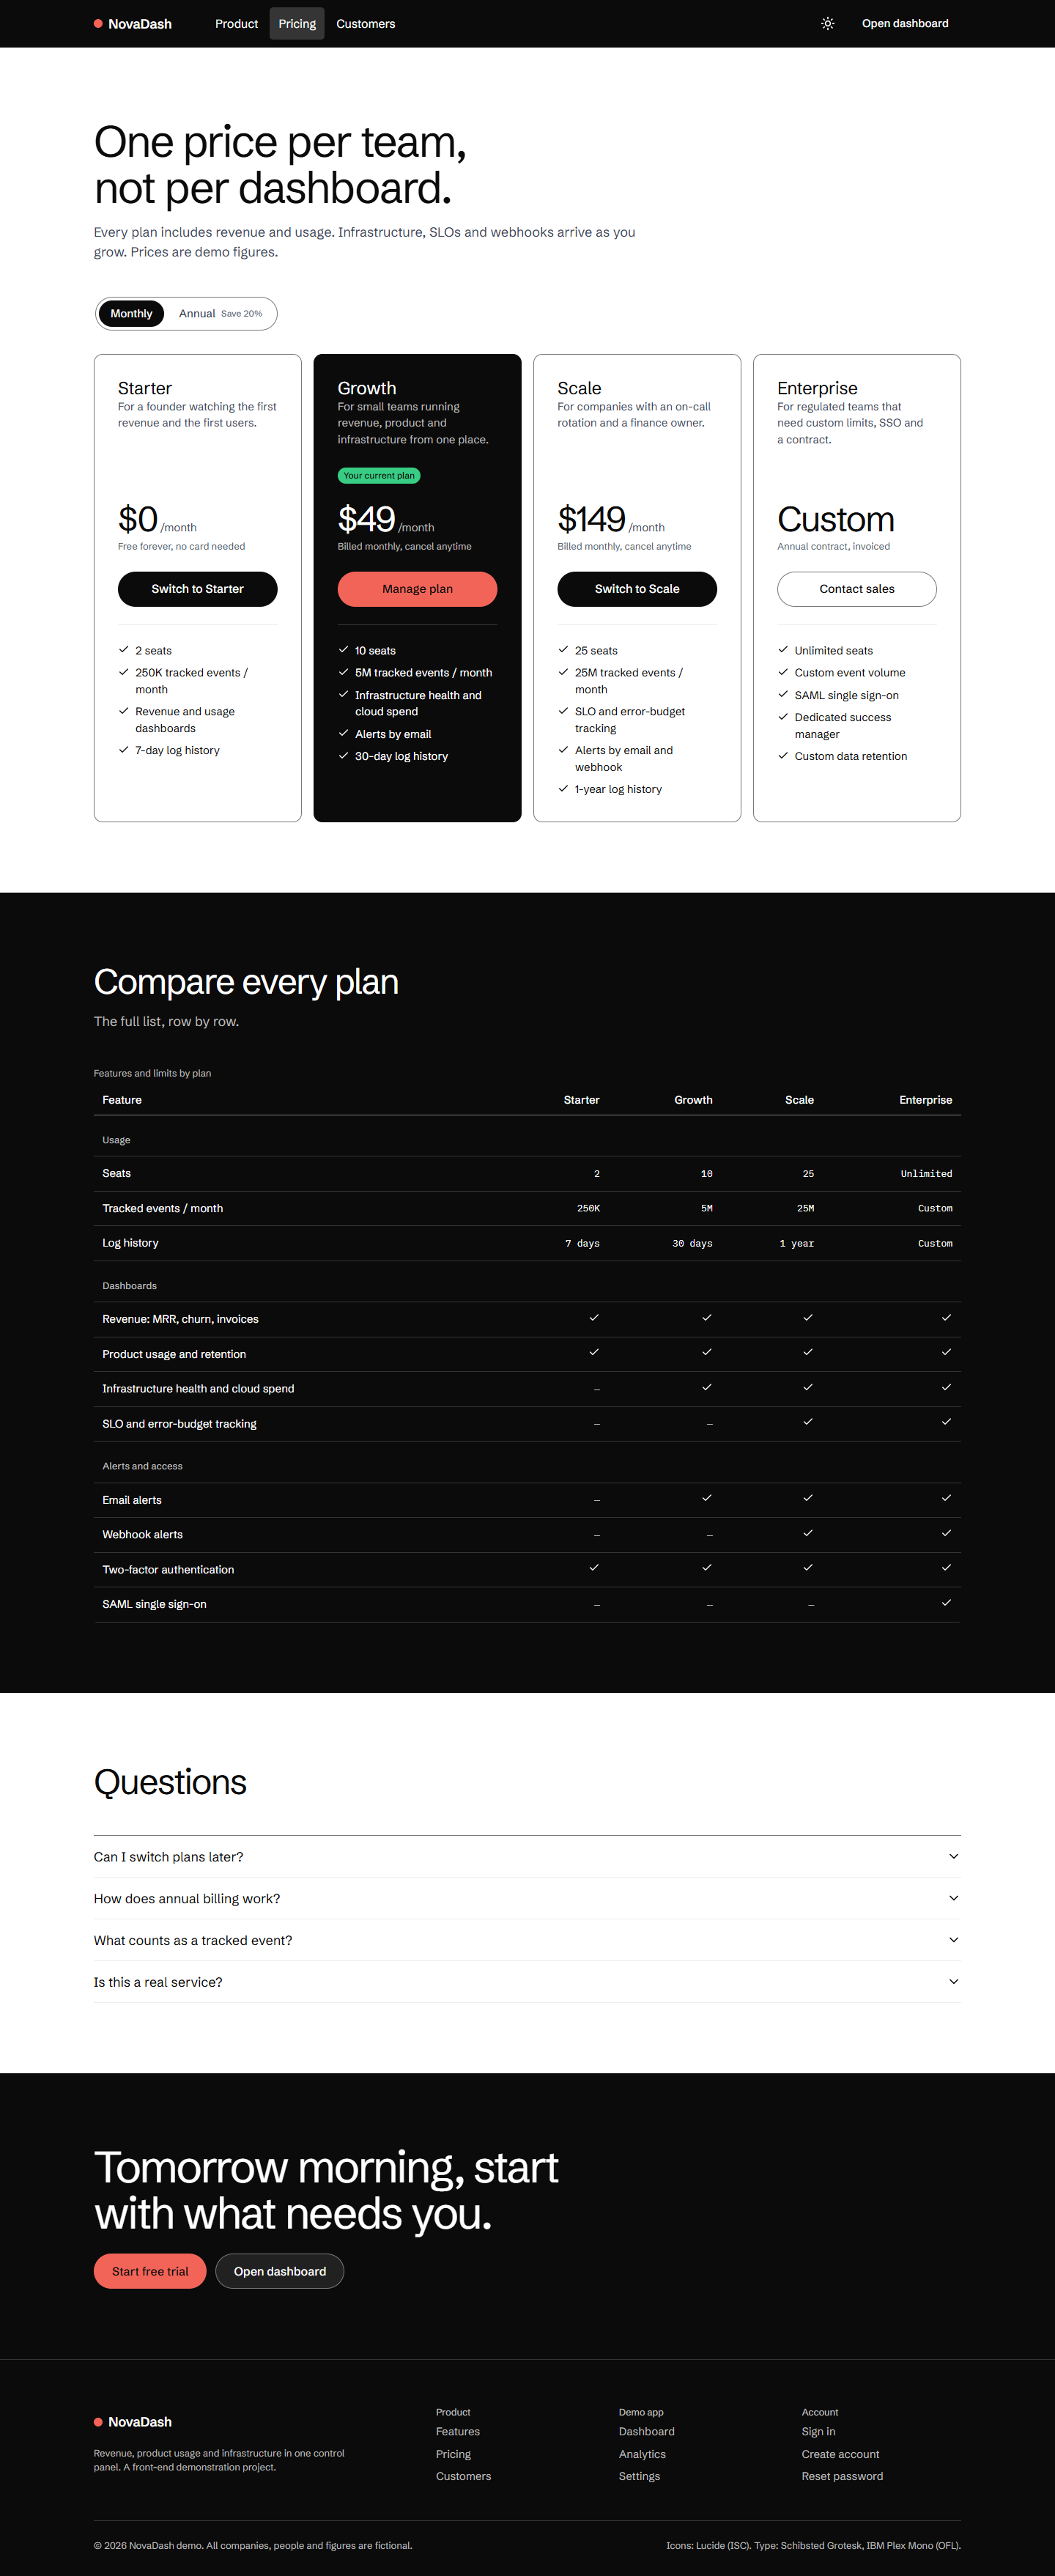 NovaDash
Product Pricing Customers
Open dashboard
One price per team,
not per dashboard.
Every plan includes revenue and usage. Infrastructure, SLOs and webhooks arrive as you
grow. Prices are demo figures.
Monthly Annual Save 20%
Starter
For a founder watching the first
revenue and the first users.
$0 /month
Free forever, no card needed
Switch to Starter
2 seats
250K tracked events /
month
Revenue and usage
dashboards
7-day log history
Growth
For small teams running
revenue, product and
infrastructure from one place.
Your current plan
$49 /month
Billed monthly, cancel anytime
Manage plan
10 seats
5M tracked events / month
Infrastructure health and
cloud spend
Alerts by email
30-day log history
Scale
For companies with an on-call
rotation and a finance owner.
$149 /month
Billed monthly, cancel anytime
Switch to Scale
25 seats
25M tracked events /
month
SLO and error-budget
tracking
Alerts by email and
webhook
1-year log history
Enterprise
For regulated teams that
need custom limits, SSO and
a contract.
Custom
Annual contract, invoiced
Contact sales
Unlimited seats
Custom event volume
SAML single sign-on
Dedicated success
manager
Custom data retention
Compare every plan
The full list, row by row.
Features and limits by plan
Feature Starter Growth Scale Enterprise
Usage
Seats 2 10 25 Unlimited
Tracked events / month 250K 5M 25M Custom
Log history 7 days 30 days 1 year Custom
Dashboards
Revenue: MRR, churn, invoices
Product usage and retention
Infrastructure health and cloud spend –
SLO and error-budget tracking – –
Alerts and access
Email alerts –
Webhook alerts – –
Two-factor authentication
SAML single sign-on – – –
Questions
Can I switch plans later?
How does annual billing work?
What counts as a tracked event?
Is this a real service?
Tomorrow morning, start
with what needs you.
Start free trial Open dashboard
NovaDash
Revenue, product usage and infrastructure in one control
panel. A front-end demonstration project.
Product
Features
Pricing
Customers
Demo app
Dashboard
Analytics
Settings
Account
Sign in
Create account
Reset password
© 2026 NovaDash demo. All companies, people and figures are fictional.
Icons: Lucide (ISC). Type: Schibsted Grotesk, IBM Plex Mono (OFL).